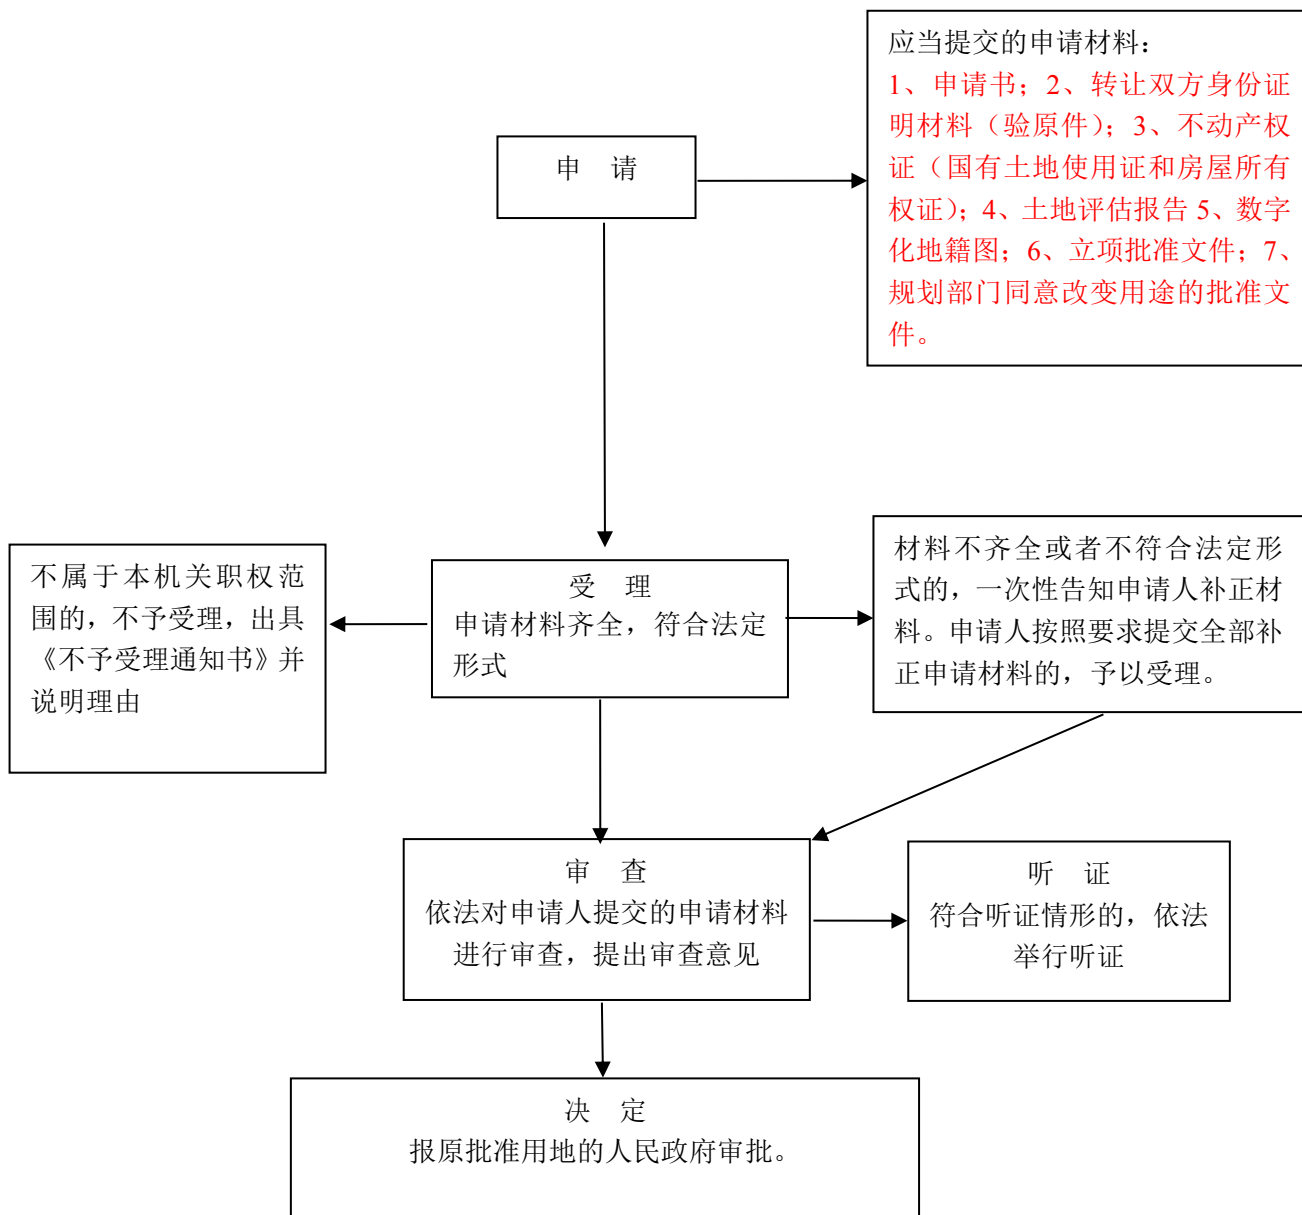 应当提交的申请材料：
1、申请书；2、转让双方身份证
明材料（验原件）；3、不动产权
证（国有土地使用证和房屋所有
权证）；4、土地评估报告 5、数字
化地籍图；6、立项批准文件；7、
规划部门同意改变用途的批准文
件。
申 请
不属于本机关职权范
围的，不予受理，出具
《不予受理通知书》并
说明理由
受 理
申请材料齐全，符合法定
形式
材料不齐全或者不符合法定形
式的，一次性告知申请人补正材
料。申请人按照要求提交全部补
正申请材料的，予以受理。
审 查
依法对申请人提交的申请材料
进行审查，提出审查意见
听 证
符合听证情形的，依法
举行听证
决 定
报原批准用地的人民政府审批。